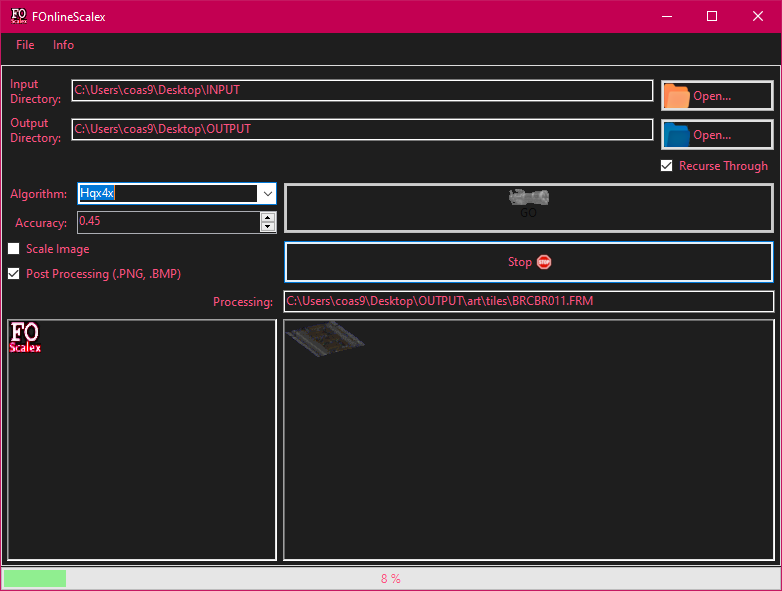 FO
Scalex
FOnlineScalex
File Info
Input
Directory:
C:\Users\coas9\Desktop\INPUT
Open...
Output
Directory:
C:\Users\coas9\Desktop\OUTPUT
Open...
Recurse Through
Algorithm: Hqx4x
GO
Accuracy: 0.45
Scale Image
Stop STOP
Post Processing (.PNG, .BMP)
Processing: C:\Users\coas9\Desktop\OUTPUT\art\tiles\BRCBR011.FRM
FO
Scalex
8 %